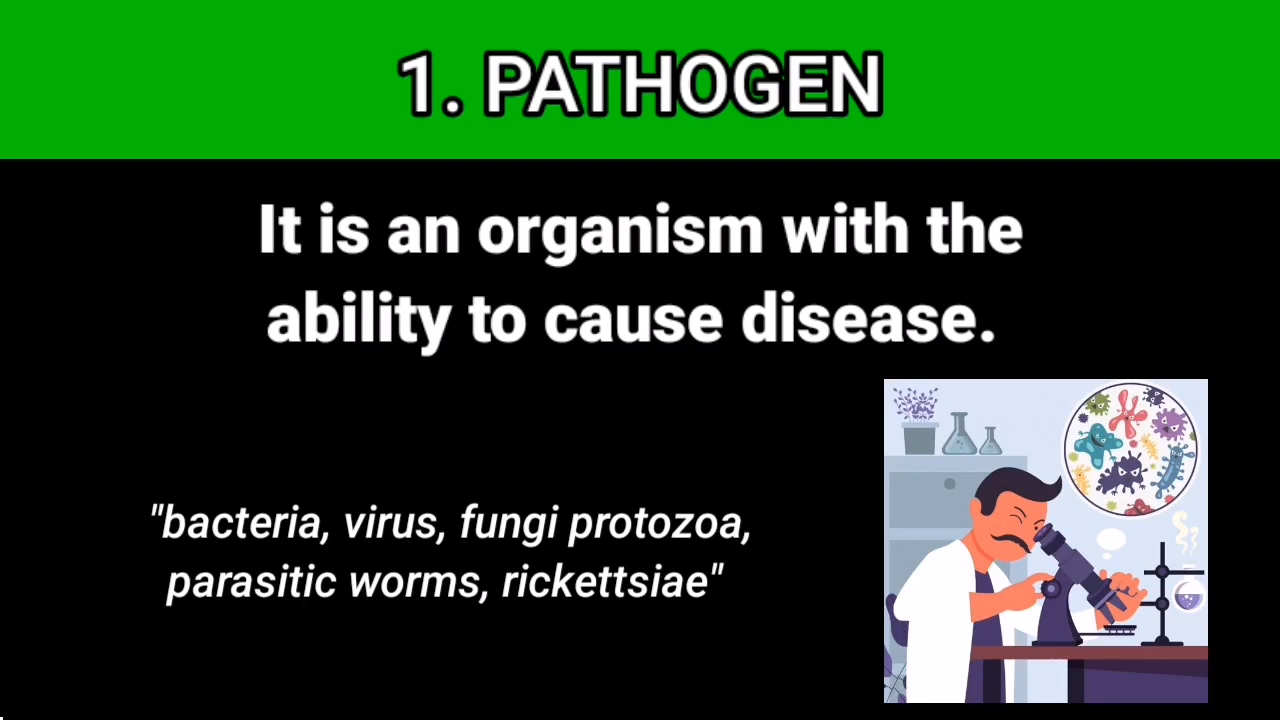 1. PATHOGEN
It is an organism with the
ability to cause disease.
"bacteria, virus, fungi protozoa,
parasitic worms, rickettsiae"